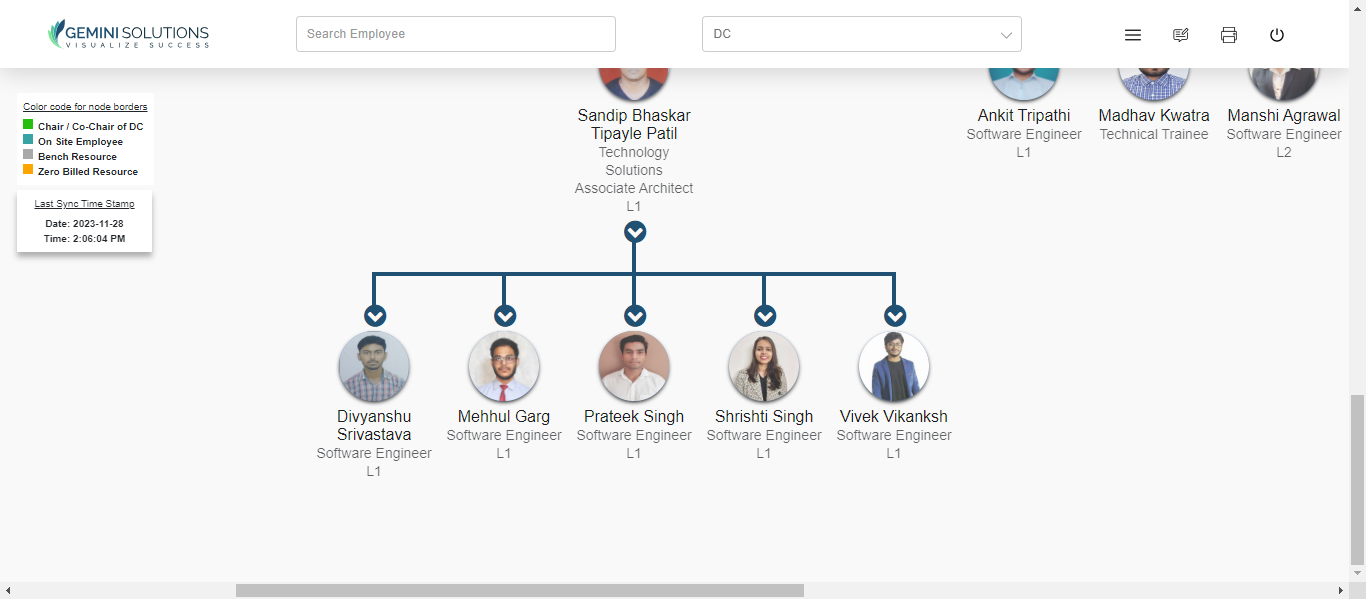 GEMINI SOLUTIONS
VISUALIZE SUCCESS
Search Employee
DC
Color code for node borders
Chair / Co-Chair of DC
On Site Employee
Bench Resource
Zero Billed Resource
Last Sync Time Stamp
Date: 2023-11-28
Time: 2:06:04 PM
Sandip Bhaskar
Tipayle Patil
Technology
Solutions
Associate Architect
L1
Ankit Tripathi
Software Engineer
L1
Madhav Kwatra
Technical Trainee
Manshi Agrawal
Software Engineer
L2
Divyanshu
Srivastava
Software Engineer
L1
Mehhul Garg
Software Engineer
L1
Prateek Singh
Software Engineer
L1
Shrishti Singh
Software Engineer
L1
Vivek Vikanksh
Software Engineer
L1